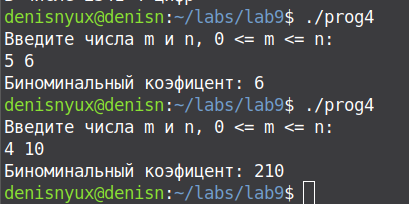 denisnyux@denisn:~/labs/lab9$ ./prog4
Введите числа m и n, 0 <= m <= n:
5 6
Биноминальный коэфицент: 6
denisnyux@denisn:~/labs/lab9$ ./prog4
Введите числа m и n, 0 <= m <= n:
4 10
Биноминальный коэфицент: 210
denisnyux@denisn:~/labs/lab9$